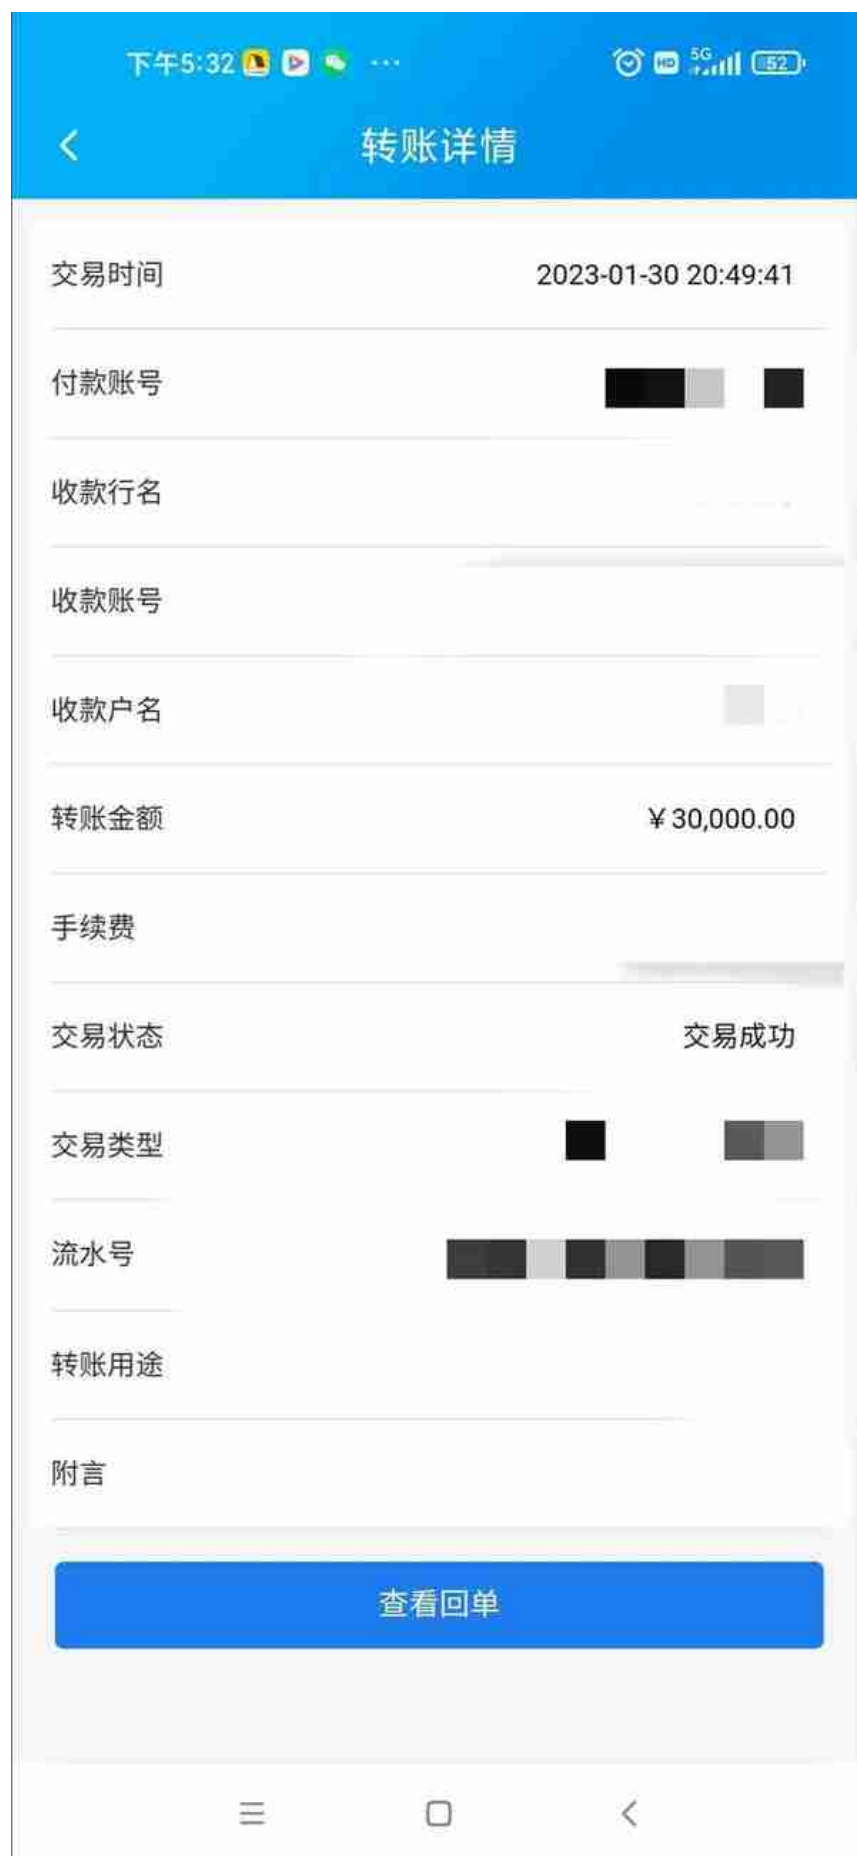 下午5:32 ··· HD 5G 52
转账详情
交易时间 2023-01-30 20:49:41
付款账号
收款行名
收款账号
收款户名
转账金额 ￥30,000.00
手续费
交易状态 交易成功
交易类型
流水号
转账用途
附言
查看回单